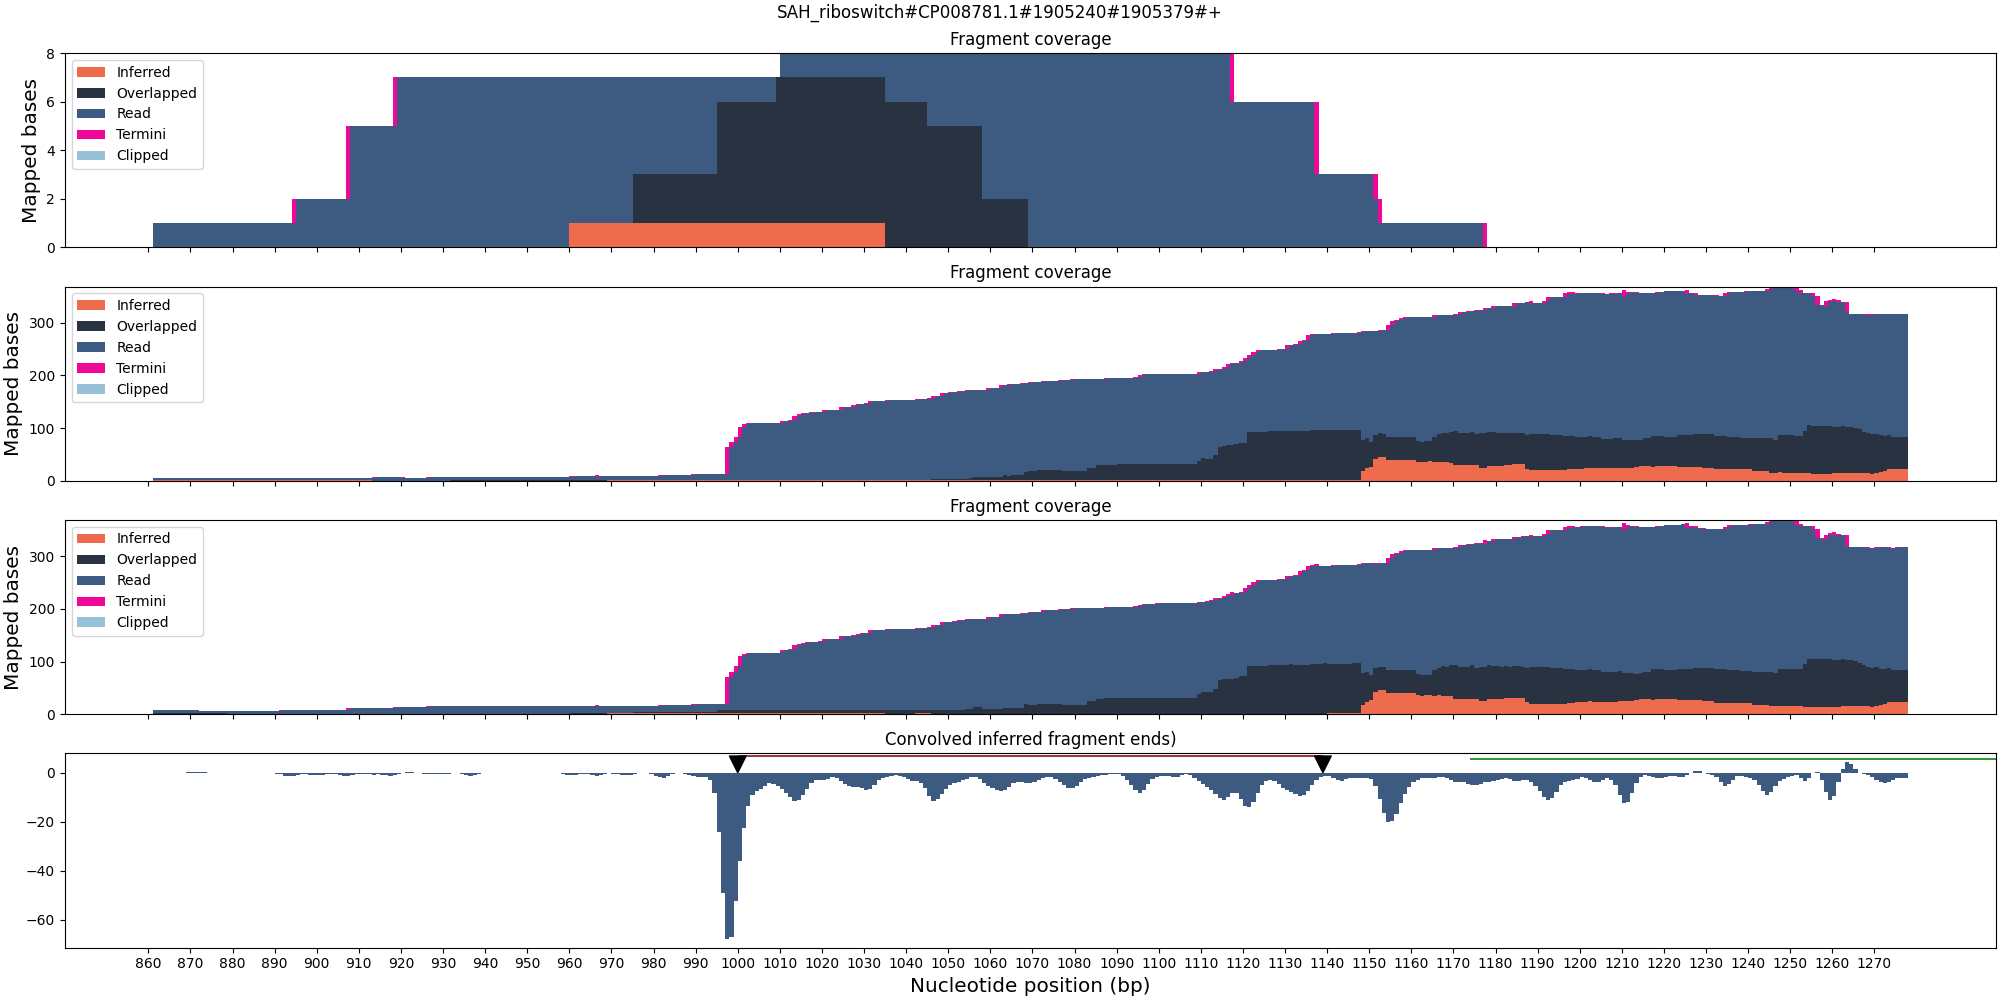 SAH_riboswitch#CP008781.1#1905240#1905379#+
Fragment coverage
Mapped bases
8
6
4
2
0
Inferred
Overlapped
Read
Termini
Clipped
Fragment coverage
Mapped bases
300
200
100
0
Inferred
Overlapped
Read
Termini
Clipped
Fragment coverage
Mapped bases
300
200
100
0
Inferred
Overlapped
Read
Termini
Clipped
Convolved inferred fragment ends)
0
−20
−40
−60
860 870 880 890 900 910 920 930 940 950 960 970 980 990 1000 1010 1020 1030 1040 1050 1060 1070 1080 1090 1100 1110 1120 1130 1140 1150 1160 1170 1180 1190 1200 1210 1220 1230 1240 1250 1260 1270
Nucleotide position (bp)